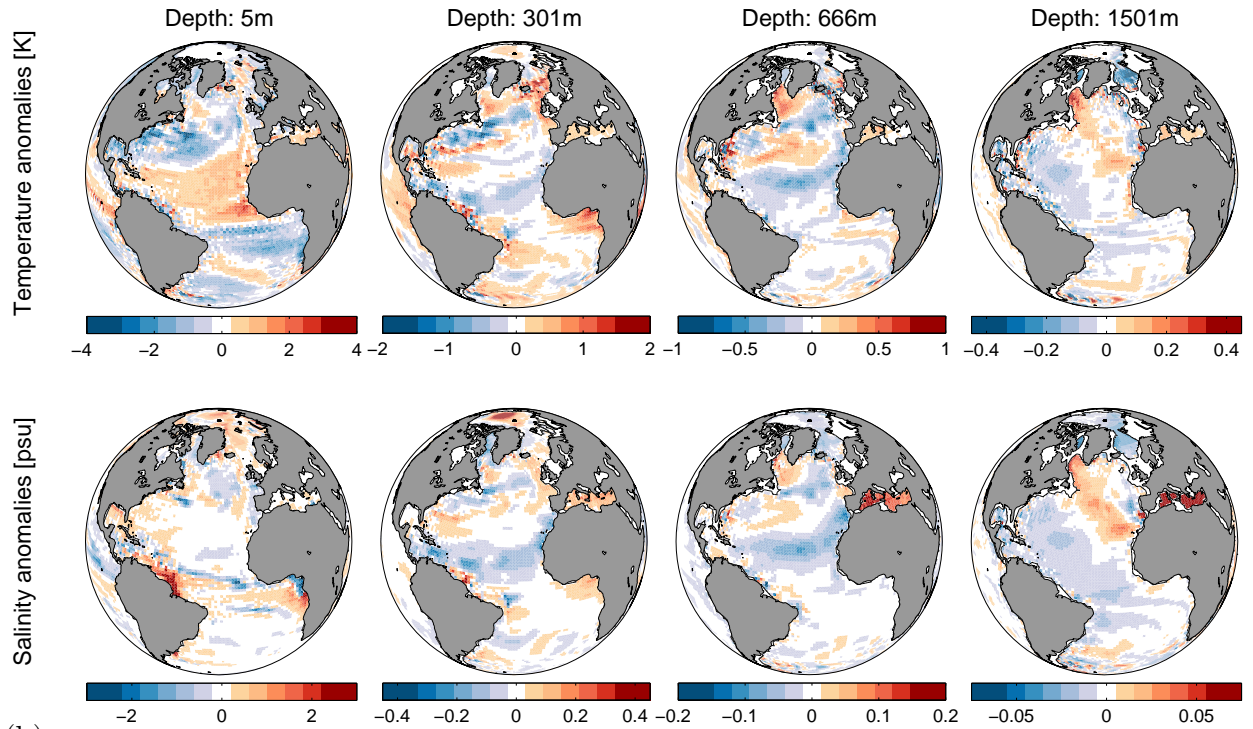 Depth: 5m Depth: 301m Depth: 666m Depth: 1501m
Temperature anomalies [K]
−4 −2 0 2 4 −2 −1 0 1 2 −1 −0.5 0 0.5 1 −0.4 −0.2 0 0.2 0.4
Salinity anomalies [psu]
−2 0 2 −0.4 −0.2 0 0.2 0.4 −0.2 −0.1 0 0.1 0.2 −0.05 0 0.05